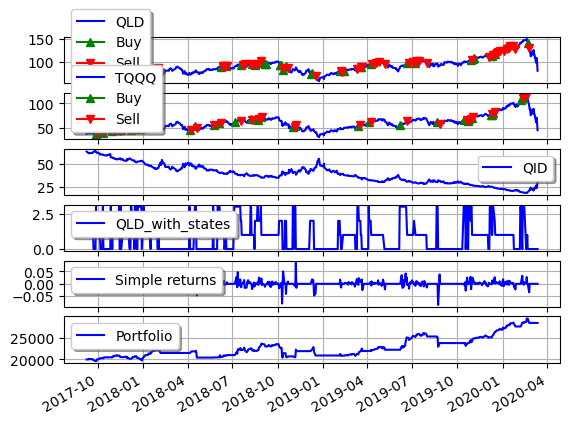 QLD
Buy
Sell
150
100
TQQQ
Buy
Sell
100
50
QID
50
25
QLD_with_states
2.5
0.0
Simple returns
0.05
0.00
−0.05
Portfolio
25000
20000
2017-10
2018-01
2018-04
2018-07
2018-10
2019-01
2019-04
2019-07
2019-10
2020-01
2020-04